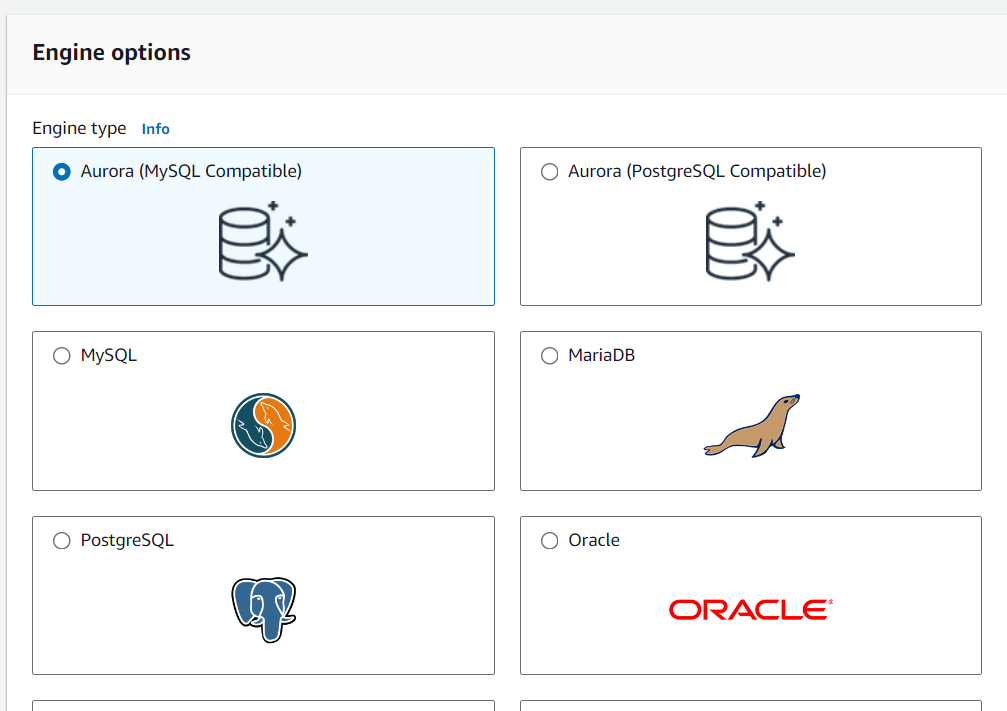 Engine options
Engine type Info
Aurora (MySQL Compatible)
Aurora (PostgreSQL Compatible)
MySQL
MariaDB
PostgreSQL
Oracle
ORACLE®